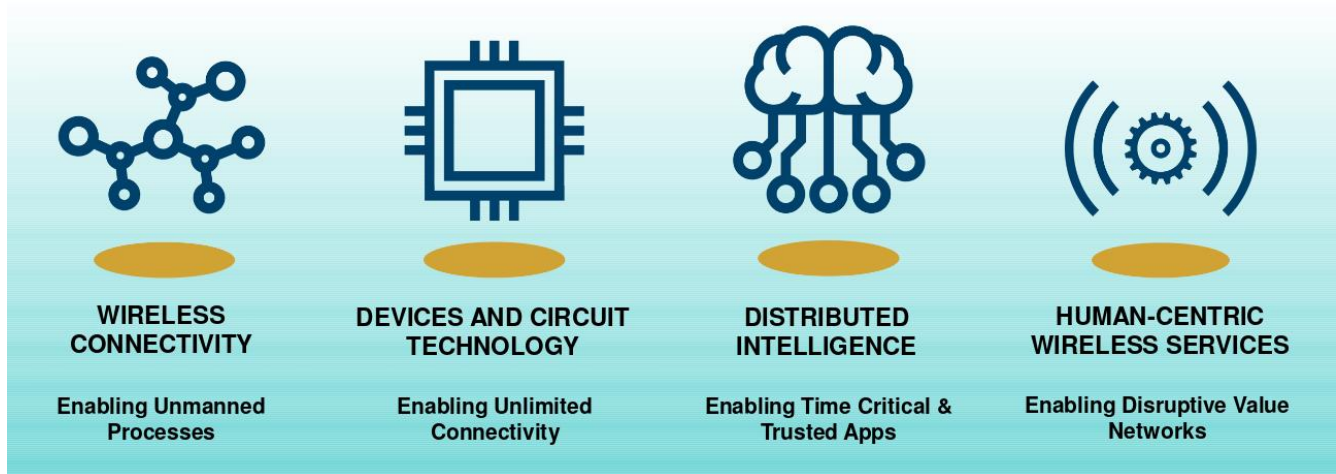 WIRELESS
CONNECTIVITY
Enabling Unmanned
Processes
DEVICES AND CIRCUIT
TECHNOLOGY
Enabling Unlimited
Connectivity
DISTRIBUTED
INTELLIGENCE
Enabling Time Critical &
Trusted Apps
HUMAN-CENTRIC
WIRELESS SERVICES
Enabling Disruptive Value
Networks